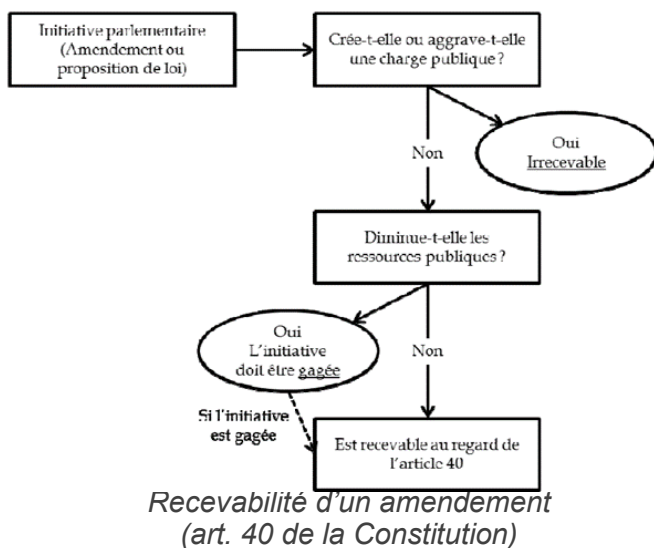 Initiative parlementaire
(Amendement ou
proposition de loi)
Crée-t-elle ou aggrave-t-elle
une charge publique ?
Non
Oui
Irrecevable
Diminue-t-elle les
ressources publiques ?
Oui
L'initiative
doit être gagée
Non
Si l'initiative
est gagée
Est recevable au regard de
l'article 40
Recevabilité d'un amendement
(art. 40 de la Constitution)